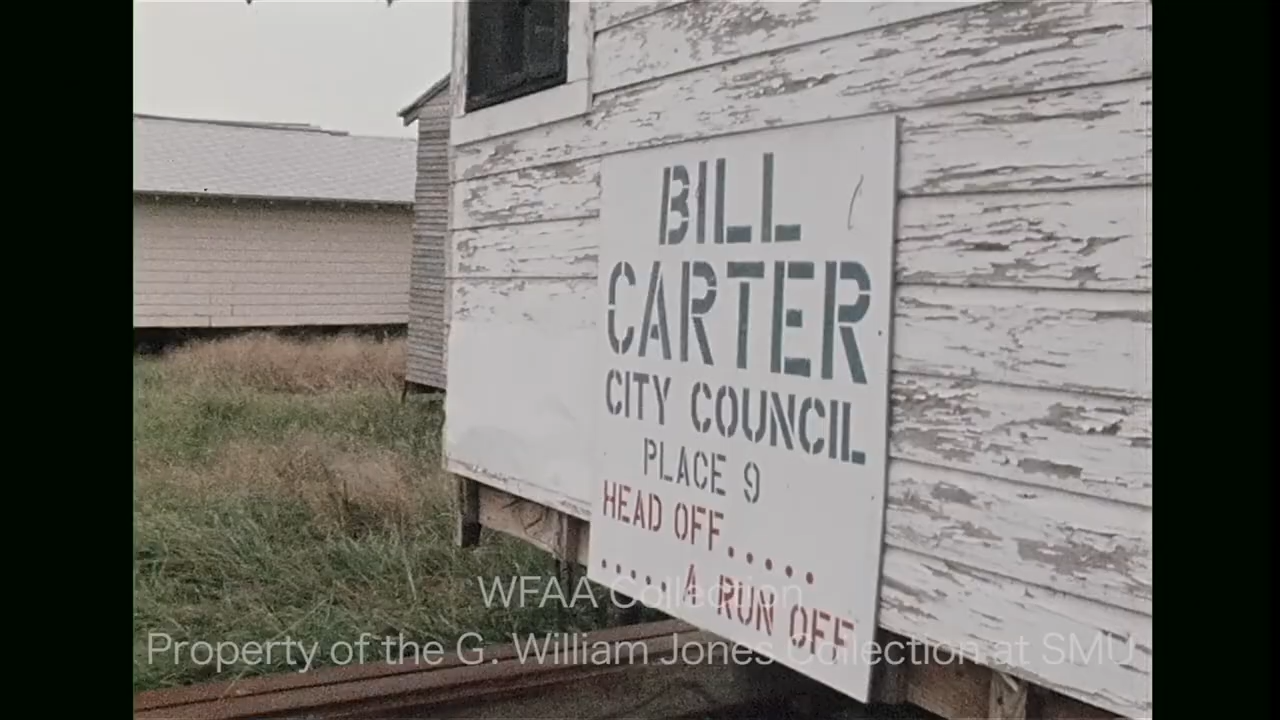 BILL
CARTER
CITY COUNCIL
PLACE 9
HEAD OFF.....
.....A RUN OFF
WFAA Collection
Property of the G. William Jones Collection at SMU